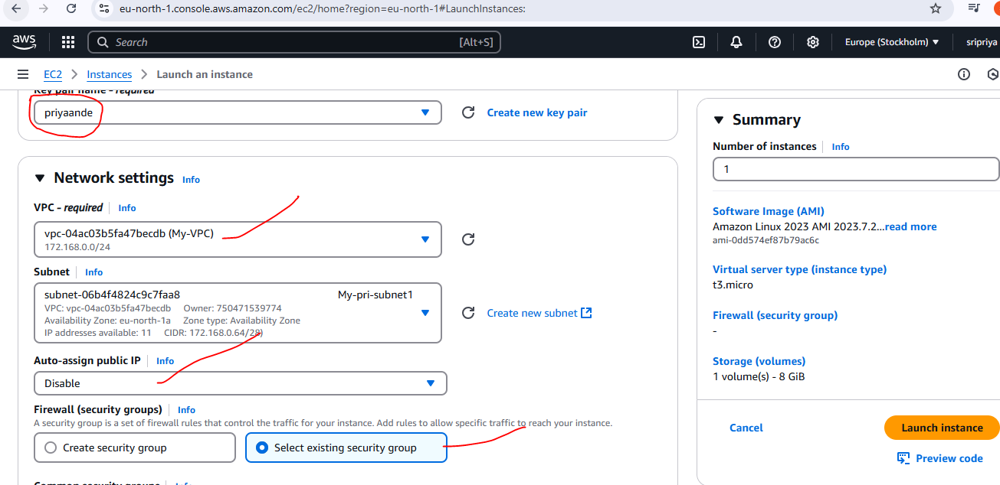 eu-north-1.console.aws.amazon.com/ec2/home?region=eu-north-1#LaunchInstances:
aws
Search
[Alt+S]
Europe (Stockholm)
sripriya
EC2
Instances
Launch an instance
Key pair name - required
priyaande
Create new key pair
Network settings
Info
VPC - required
Info
vpc-04ac03b5fa47becdb (My-VPC)
172.168.0.0/24
Subnet
Info
subnet-06b4f4824c9c7faa8 My-pri-subnet1
VPC: vpc-04ac03b5fa47becdb Owner: 750471539774
Availability Zone: eu-north-1a Zone type: Availability Zone
IP addresses available: 11 CIDR: 172.168.0.64/28)
Create new subnet
Auto-assign public IP
Info
Disable
Firewall (security groups)
Info
A security group is a set of firewall rules that control the traffic for your instance. Add rules to allow specific traffic to reach your instance.
Create security group
Select existing security group
Common security groups
Info
Summary
Number of instances
Info
1
Software Image (AMI)
Amazon Linux 2023 AMI 2023.7.2...read more
ami-0dd574ef87b79ac6c
Virtual server type (instance type)
t3.micro
Firewall (security group)
-
Storage (volumes)
1 volume(s) - 8 GiB
Cancel
Launch instance
Preview code